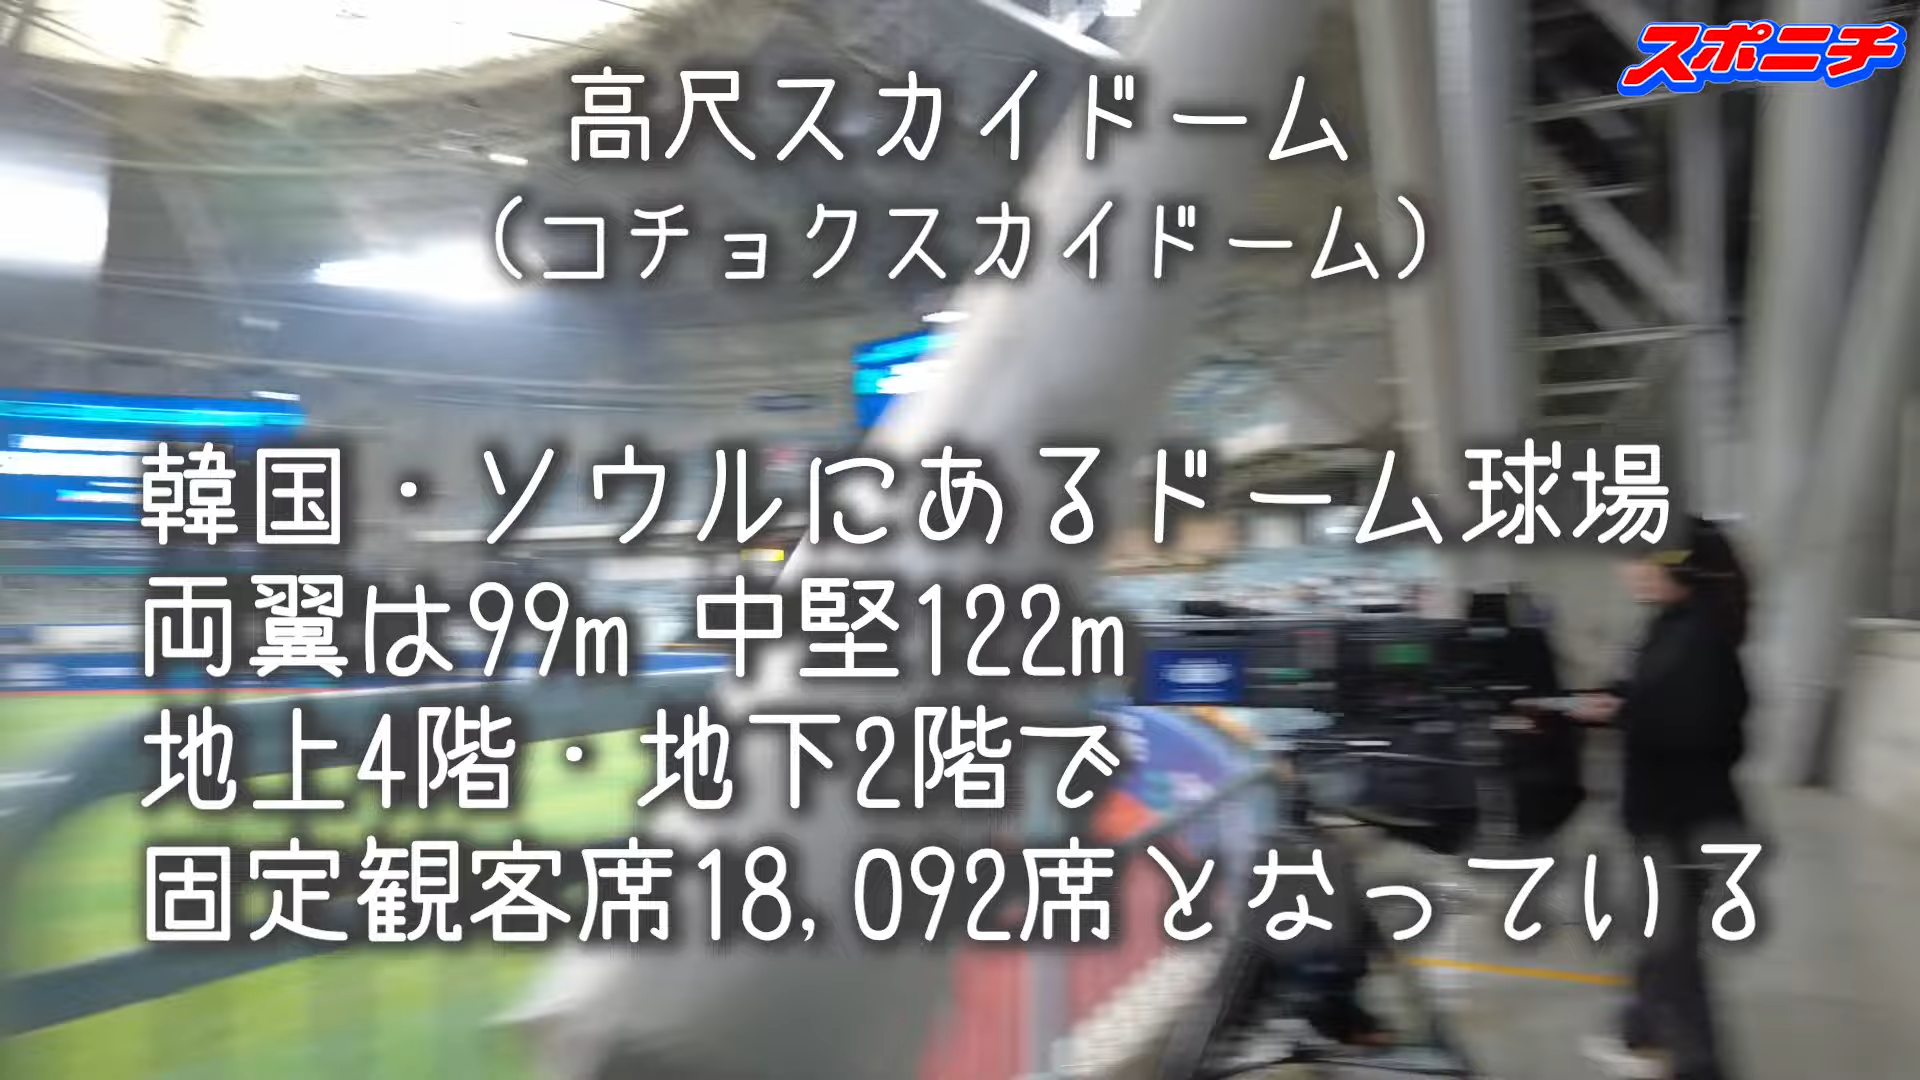 スポニチ
高尺スカイドーム
（コチョクスカイドーム）
韓国・ソウルにあるドーム球場
両翼は99m 中堅122m
地上4階・地下2階で
固定観客席18,092席となっている